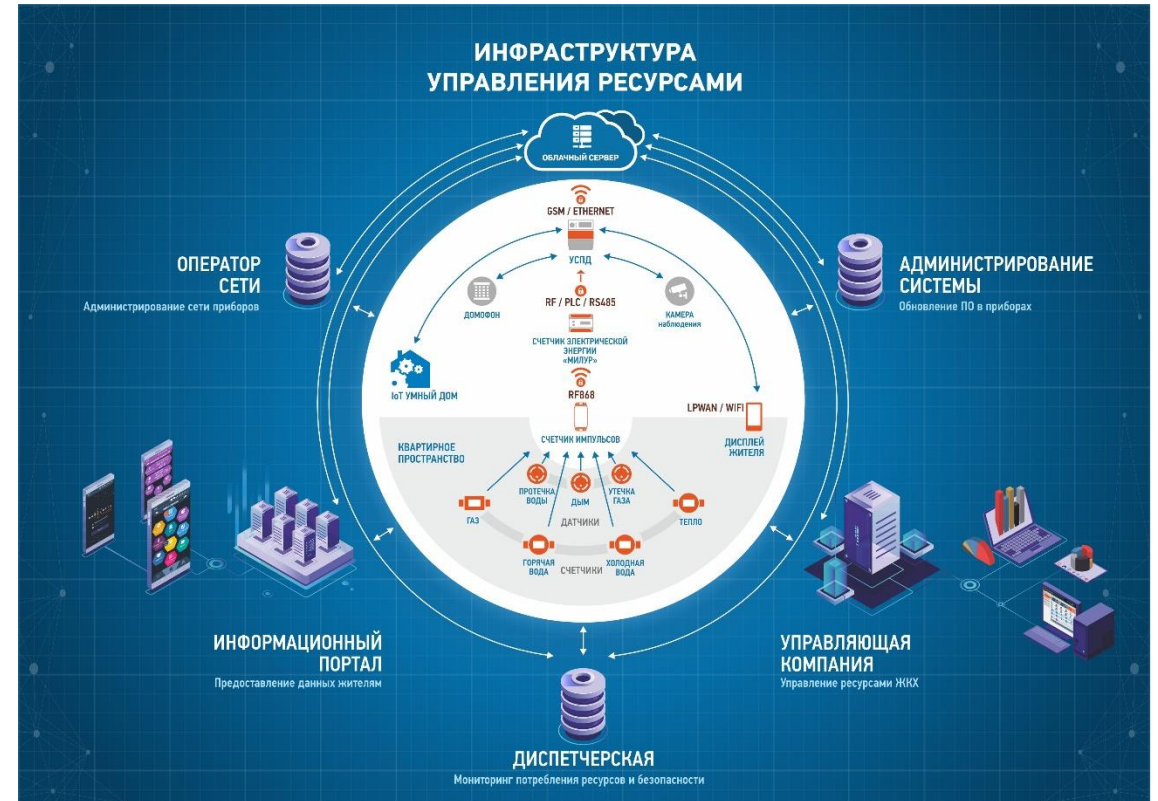 ИНФРАСТРУКТУРА
УПРАВЛЕНИЯ РЕСУРСАМИ
ОБЛАЧНЫЙ СЕРВЕР
GSM / ETHERNET
УСПД
ОПЕРАТОР
СЕТИ
Администрирование сети приборов
АДМИНИСТРИРОВАНИЕ
СИСТЕМЫ
Обновление ПО в приборах
ДОМОФОН
RF / PLC / RS485
КАМЕРА
наблюдения
СЧЕТЧИК ЭЛЕКТРИЧЕСКОЙ
ЭНЕРГИИ
«МИЛУР»
IoT УМНЫЙ ДОМ
RF868
LPWAN / WIFI
КВАРТИРНОЕ
ПРОСТРАНСТВО
СЧЕТЧИК ИМПУЛЬСОВ
ДИСПЛЕЙ
ЖИТЕЛЯ
ПРОТЕЧКА
ВОДЫ
ДЫМ
УТЕЧКА
ГАЗА
ГАЗ
ДАТЧИКИ
ТЕПЛО
ГОРЯЧАЯ
ВОДА
СЧЕТЧИКИ
ХОЛОДНАЯ
ВОДА
ИНФОРМАЦИОННЫЙ
ПОРТАЛ
Предоставление данных жителям
УПРАВЛЯЮЩАЯ
КОМПАНИЯ
Управление ресурсами ЖКХ
ДИСПЕТЧЕРСКАЯ
Мониторинг потребления ресурсов и безопасности